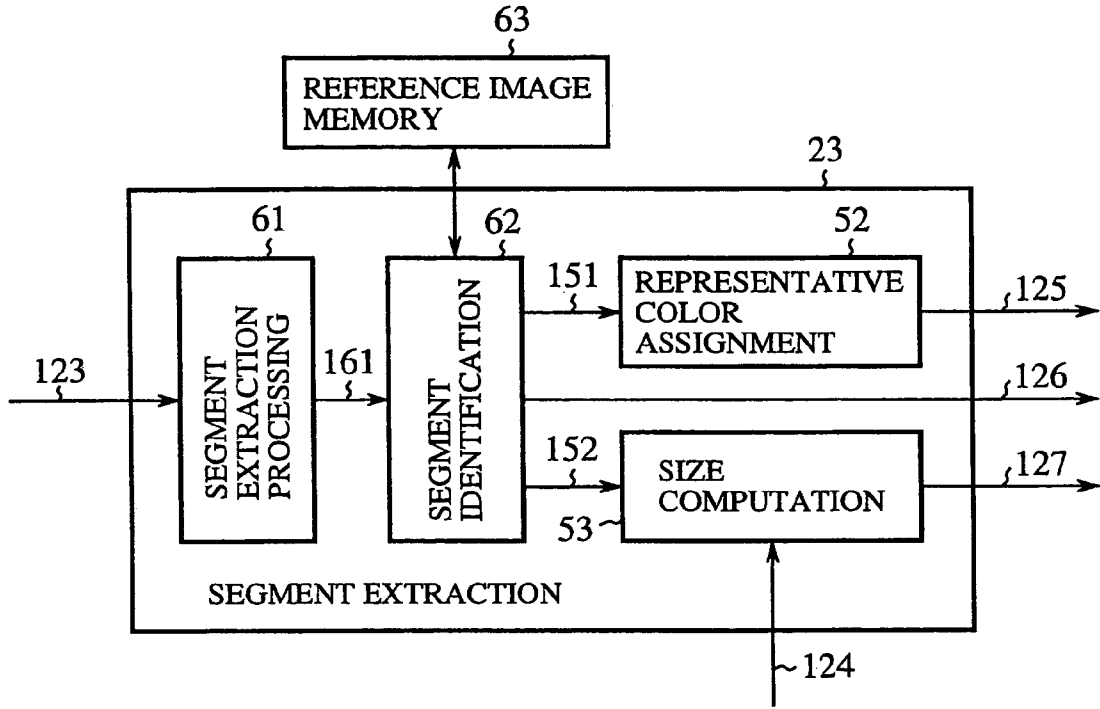 63
REFERENCE IMAGE
MEMORY
23
61
62
52
SEGMENT
EXTRACTION
PROCESSING
SEGMENT
IDENTIFICATION
151
REPRESENTATIVE
COLOR
ASSIGNMENT
125
123
161
126
152
SIZE
COMPUTATION
127
53
SEGMENT EXTRACTION
124